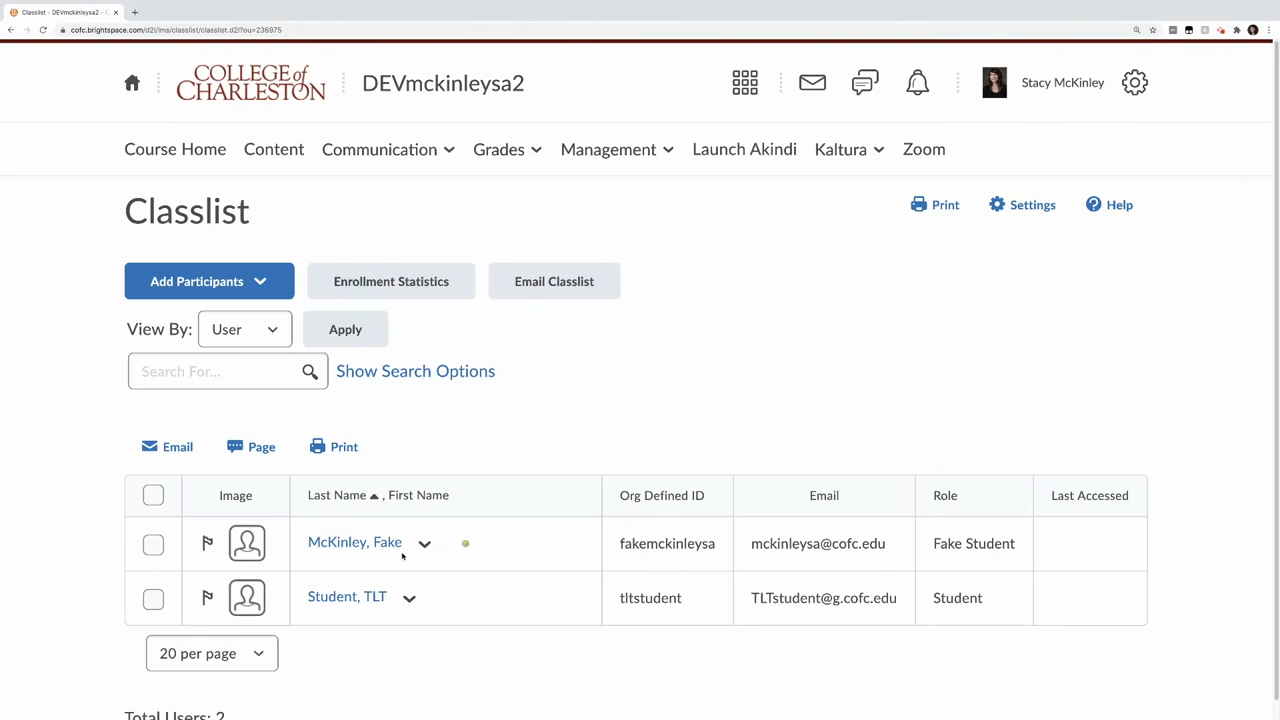 Classlist - DEVmckinleysa2 - C
cofc.brightspace.com/d2l/lms/classlist/classlist.d2l?ou=236975
COLLEGE of CHARLESTON
DEVmckinleysa2
Stacy McKinley
Course Home Content Communication Grades Management Launch Akindi Kaltura Zoom
Classlist
Print Settings Help
Add Participants Enrollment Statistics Email Classlist
View By: User Apply
Search For... Show Search Options
Email Page Print
Image Last Name , First Name Org Defined ID Email Role Last Accessed
McKinley, Fake fakemckinleysa mckinleysa@cofc.edu Fake Student
Student, TLT tltstudent TLTstudent@g.cofc.edu Student
20 per page
Total Users: 2